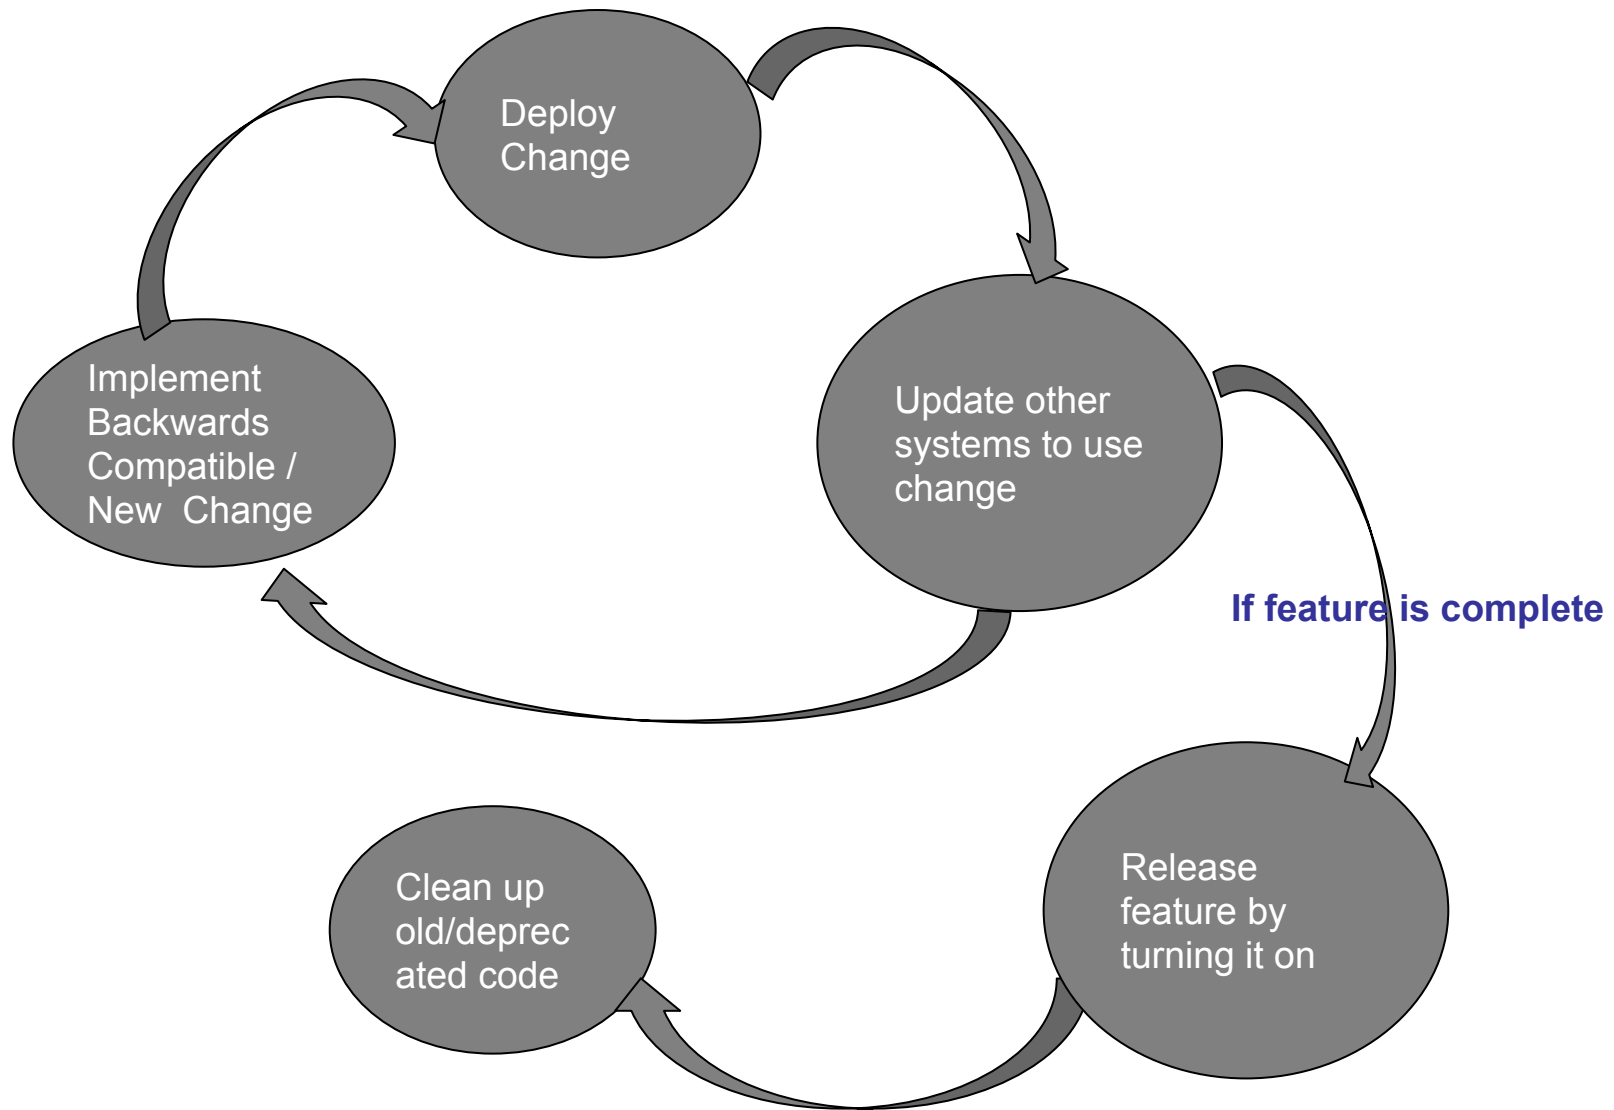 Deploy
Change
Implement
Backwards
Compatible /
New  Change
Update other
systems to use
change
If feature is complete
Release
feature by
turning it on
Clean up
old/deprec
ated code